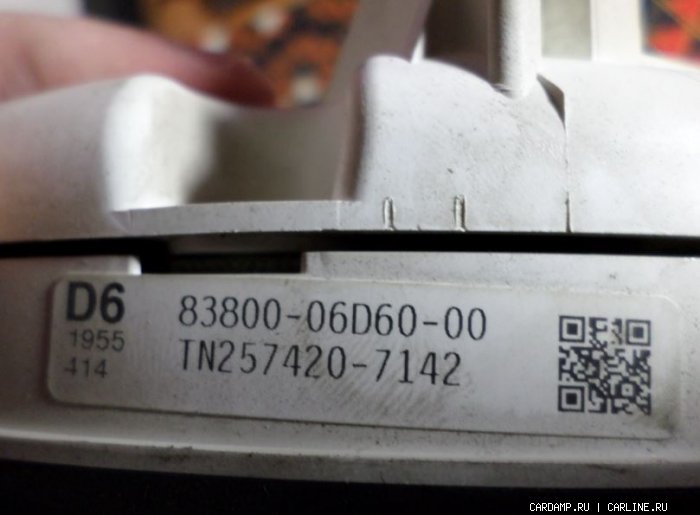 D6
1955
414
83800-06D60-00
TN257420-7142
CARDAMP.RU | CARLINE.RU